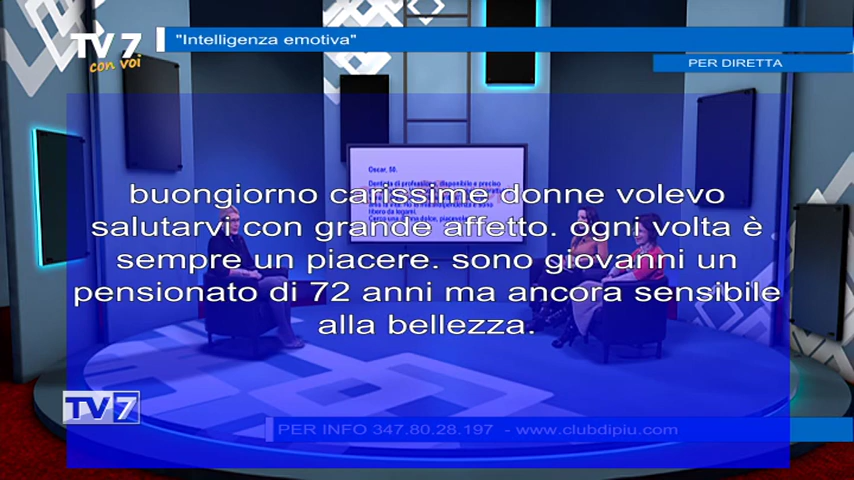 TV7
con voi
"Intelligenza emotiva"
PER DIRETTA
Oscar, 50.
buongiorno carissime donne volevo
salutarvi con grande affetto. ogni volta è
sempre un piacere. sono giovanni un
pensionato di 72 anni ma ancora sensibile
alla bellezza.
TV7
PER INFO 347.80.28.197 - www.clubdipiu.com